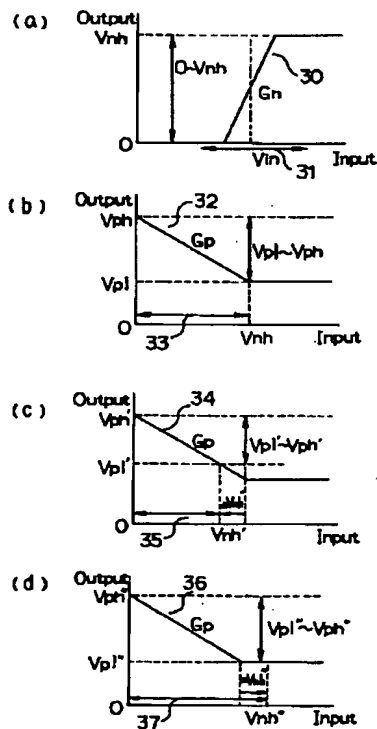 (a)
Output
Vnh
0~Vnh
30
Gn
0
Vin
Input
31
(b)
Output
Vph
32
Gp
Vpl~Vph
Vpl
0
33
Vnh
Input
(c)
Output
Vph'
34
Gp
Vpl'~Vph'
Vpl'
0
35
Vnh'
Input
(d)
Output
Vph"
36
Gp
Vpl"~Vph"
Vpl"
0
37
Vnh"
Input